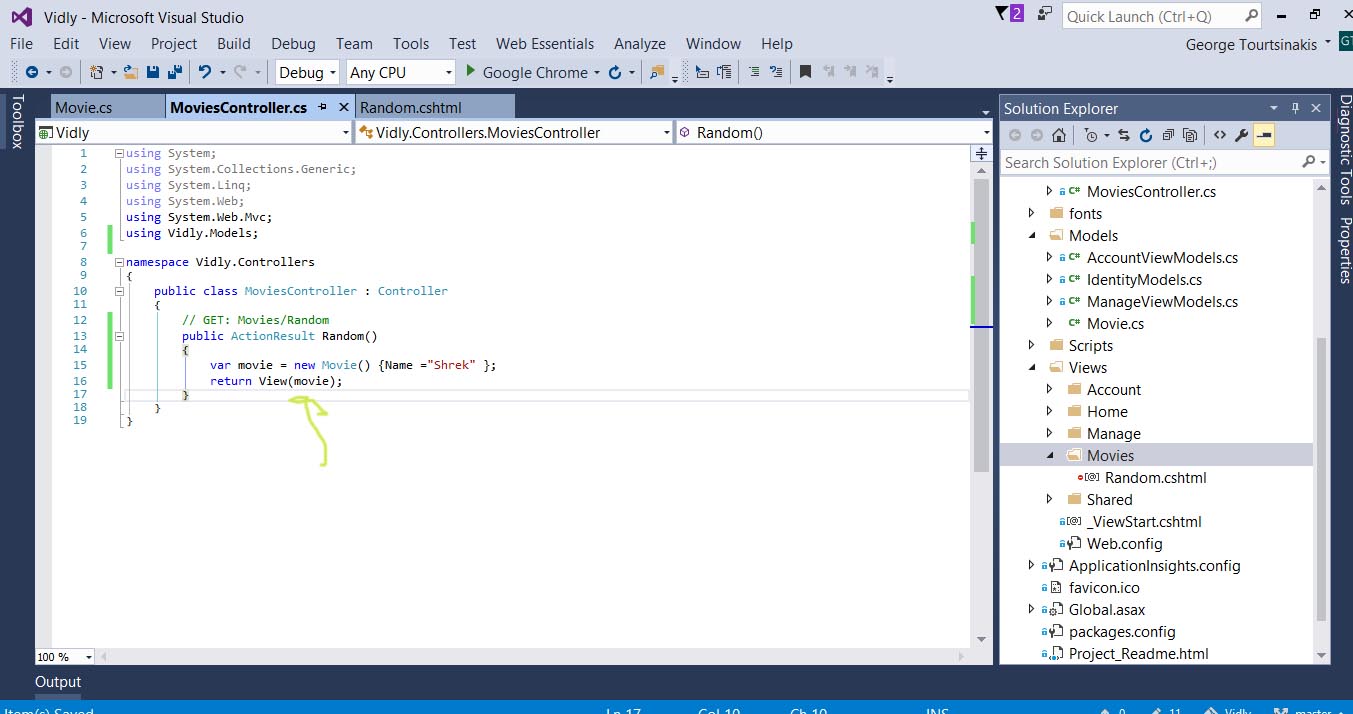 Vidly - Microsoft Visual Studio
2
Quick Launch (Ctrl+Q)
File Edit View Project Build Debug Team Tools Test Web Essentials Analyze Window Help
George Tourtsinakis
GT
Debug Any CPU Google Chrome
Toolbox
Movie.cs MoviesController.cs Random.cshtml
Vidly Vidly.Controllers.MoviesController Random()
1 using System;
2 using System.Collections.Generic;
3 using System.Linq;
4 using System.Web;
5 using System.Web.Mvc;
6 using Vidly.Models;
7
8 namespace Vidly.Controllers
9 {
10 public class MoviesController : Controller
11 {
12 // GET: Movies/Random
13 public ActionResult Random()
14 {
15 var movie = new Movie() {Name ="Shrek" };
16 return View(movie);
17 }
18 }
19 }
100 %
Output
Solution Explorer
Search Solution Explorer (Ctrl+;)
C# MoviesController.cs
fonts
Models
C# AccountViewModels.cs
C# IdentityModels.cs
C# ManageViewModels.cs
C# Movie.cs
Scripts
Views
Account
Home
Manage
Movies
[@] Random.cshtml
Shared
[@] _ViewStart.cshtml
Web.config
ApplicationInsights.config
favicon.ico
Global.asax
packages.config
Project_Readme.html
Diagnostic Tools
Properties
Item(s) Saved Ln 17 Col 10 Ch 10 INS 0 11 Vidly master